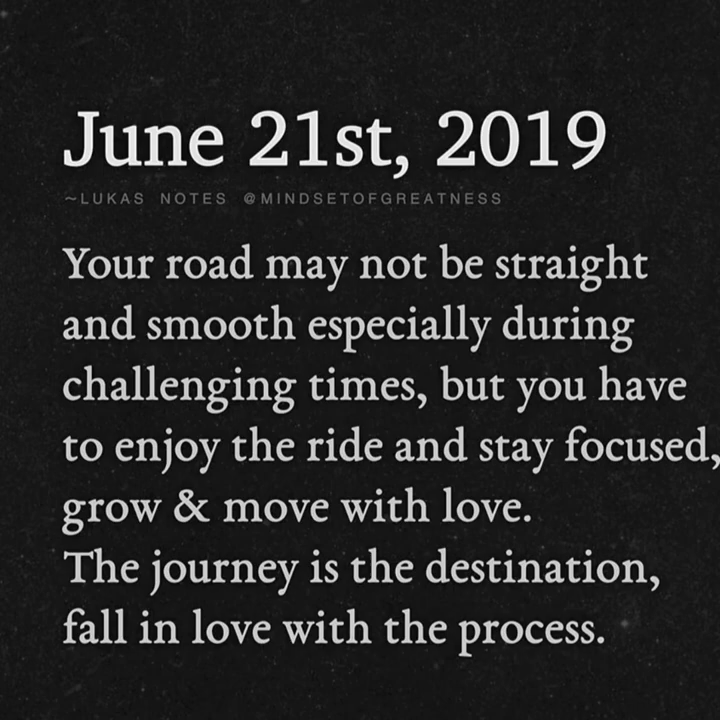 June 21st, 2019
~LUKAS NOTES @MINDSETOFGREATNESS
Your road may not be straight
and smooth especially during
challenging times, but you have
to enjoy the ride and stay focused,
grow & move with love.
The journey is the destination,
fall in love with the process.